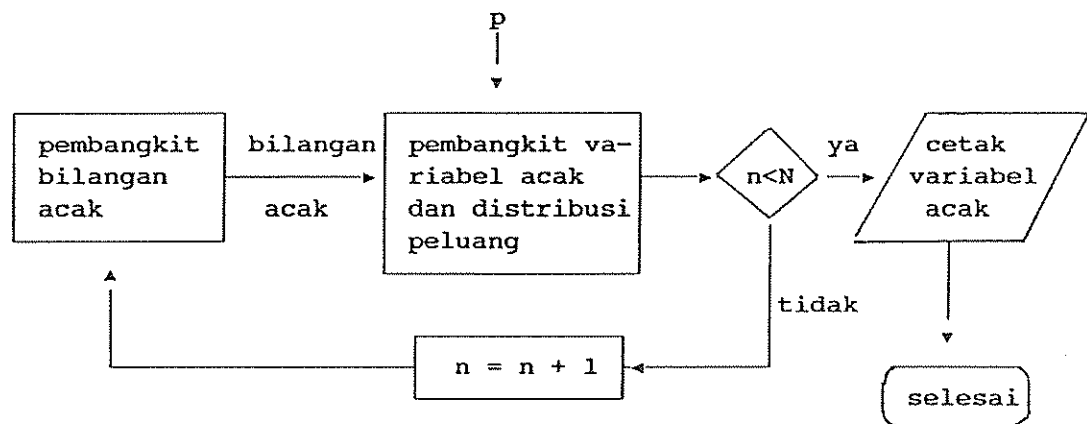 p
pembangkit
bilangan
acak
bilangan
acak
pembangkit va-
riabel acak
dan distribusi
peluang
n<N
ya
cetak
variabel
acak
tidak
n = n + 1
selesai